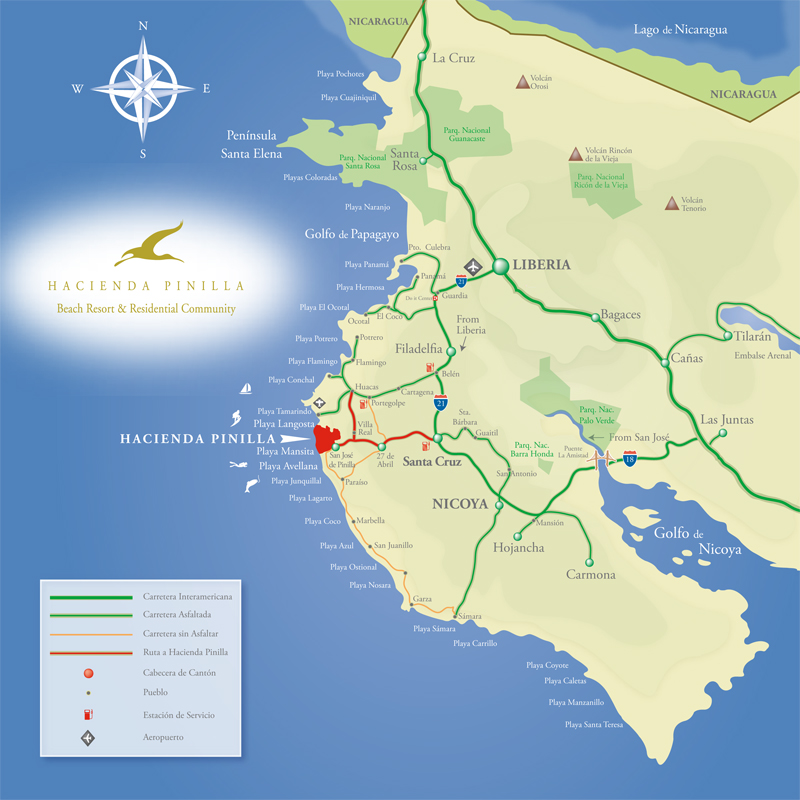 NICARAGUA
Lago de Nicaragua
N
W
E
S
La Cruz
Playa Pochotes
Volcán
Orosi
NICARAGUA
Playa Cuajiniquil
Península
Santa Elena
Parq. Nacional
Guanacaste
Santa
Rosa
Parq. Nacional
Santa Rosa
Volcán Rincón
de la Vieja
Parq. Nacional
Ricón de la Vieja
Playas Coloradas
Volcán
Tenorio
Playa Naranjo
Golfo de Papagayo
Pto. Culebra
Playa Panamá
Panamá
LIBERIA
HACIENDA PINILLA
Beach Resort & Residential Community
Playa Hermosa
21
Guardia
Playa El Ocotal
Ocotal
El Coco
From
Liberia
Bagaces
Playa Potrero
Potrero
Filadelfia
Tilarán
Embalse Arenal
Playa Flamingo
Flamingo
Cañas
Playa Conchal
Belén
Huacas
Cartagena
Portegolpe
21
Playa Tamarindo
Playa Langosta
Villa
Real
Sta.
Bárbara
Guaitil
Parq. Nac.
Palo Verde
Las Juntas
HACIENDA PINILLA
From San José
Playa Mansita
San José
de Pinilla
27 de
Abril
Santa Cruz
Parq. Nac.
Barra Honda
Puente
La Amistad
18
Playa Avellana
San Antonio
Playa Junquillal
Paraíso
Playa Lagarto
NICOYA
Playa Coco
Marbella
Mansión
Golfo de
Nicoya
Playa Azul
San Juanillo
Hojancha
Playa Ostional
Carmona
Playa Nosara
Garza
Sámara
Playa Sámara
Playa Carrillo
Playa Coyote
Playa Caletas
Playa Manzanillo
Playa Santa Teresa
Carretera Interamericana
Carretera Asfaltada
Carretera sin Asfaltar
Ruta a Hacienda Pinilla
Cabecera de Cantón
Pueblo
Estación de Servicio
Aeropuerto